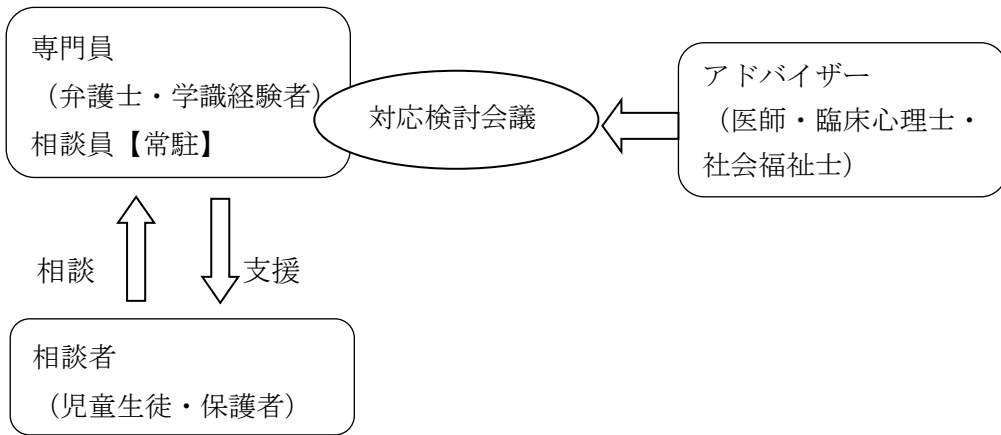 専門員
（弁護士・学識経験者）
相談員【常駐】
対応検討会議
アドバイザー
（医師・臨床心理士・
社会福祉士）
相談
支援
相談者
（児童生徒・保護者）